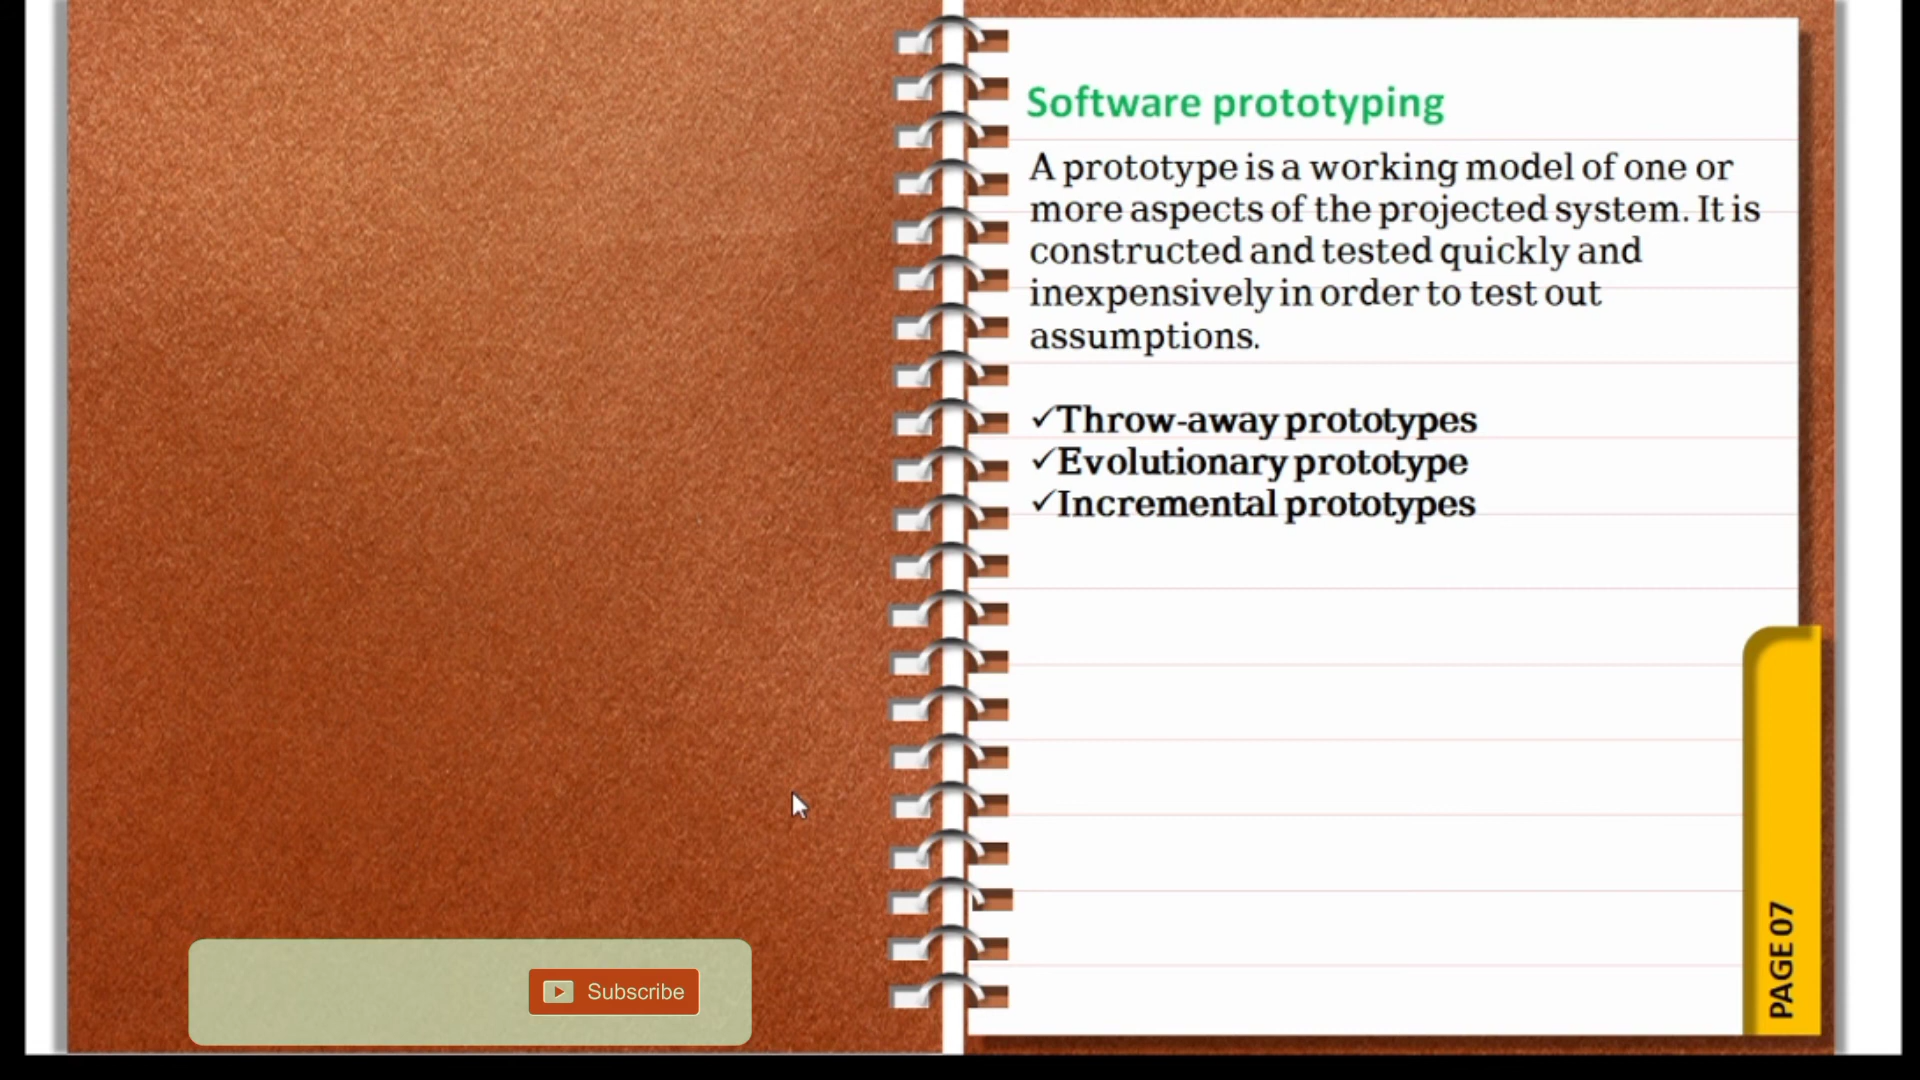 Software prototyping
A prototype is a working model of one or
more aspects of the projected system. It is
constructed and tested quickly and
inexpensively in order to test out
assumptions.
✓Throw-away prototypes
✓Evolutionary prototype
✓Incremental prototypes
PAGE 07
Subscribe